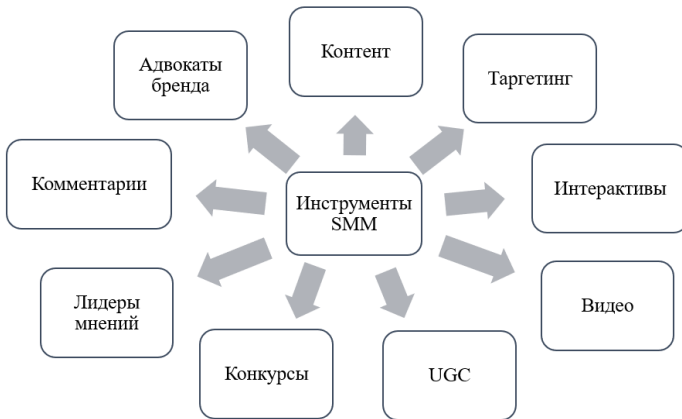 Контент
Адвокаты
бренда
Таргетинг
Комментарии
Инструменты
SMM
Интерактивы
Лидеры
мнений
Видео
Конкурсы
UGC